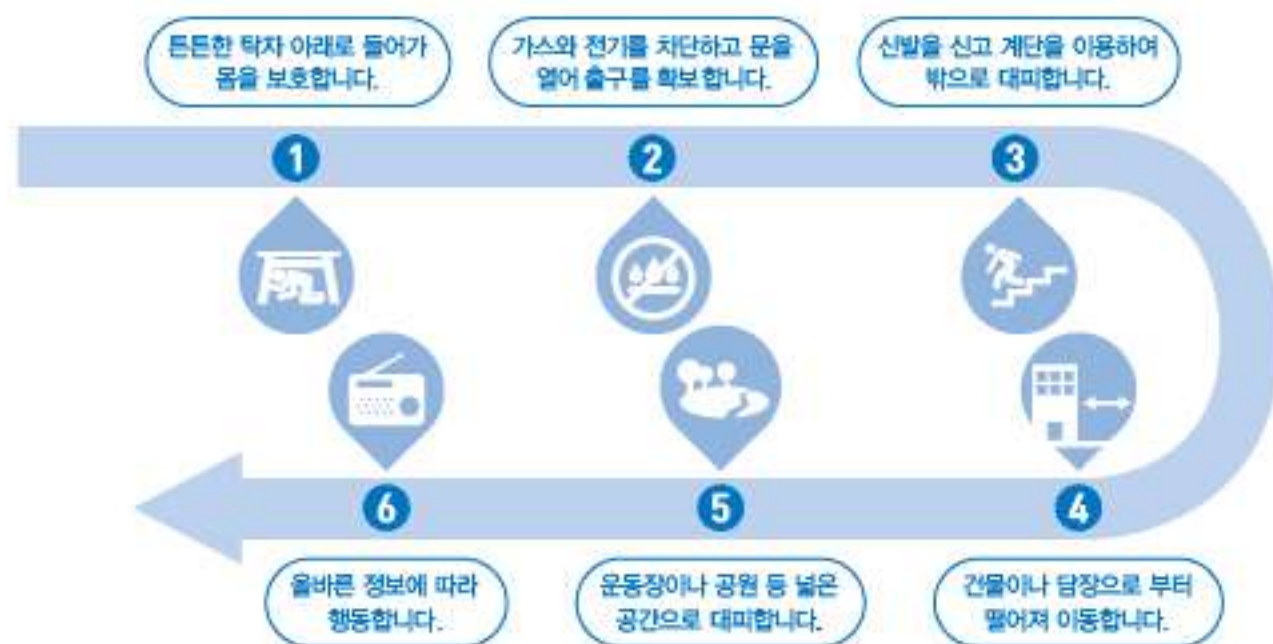 튼튼한 탁자 아래로 들어가
몸을 보호합니다.
가스와 전기를 차단하고 문을
열어 출구를 확보합니다.
신발을 신고 계단을 이용하여
밖으로 대피합니다.
1
2
3
4
5
6
건물이나 담장으로 부터
떨어져 이동합니다.
운동장이나 공원 등 넓은
공간으로 대피합니다.
올바른 정보에 따라
행동합니다.